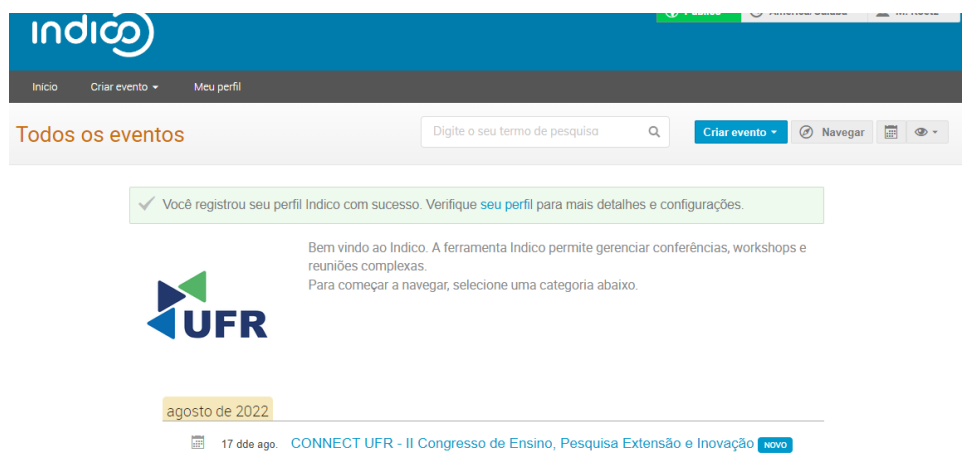 indico
Início Criar evento Meu perfil
Todos os eventos
Digite o seu termo de pesquisa
Criar evento Navegar
Você registrou seu perfil Indico com sucesso. Verifique seu perfil para mais detalhes e configurações.
Bem vindo ao Indico. A ferramenta Indico permite gerenciar conferências, workshops e
reuniões complexas.
Para começar a navegar, selecione uma categoria abaixo.
UFR
agosto de 2022
17 dde ago. CONNECT UFR - II Congresso de Ensino, Pesquisa Extensão e Inovação NOVO